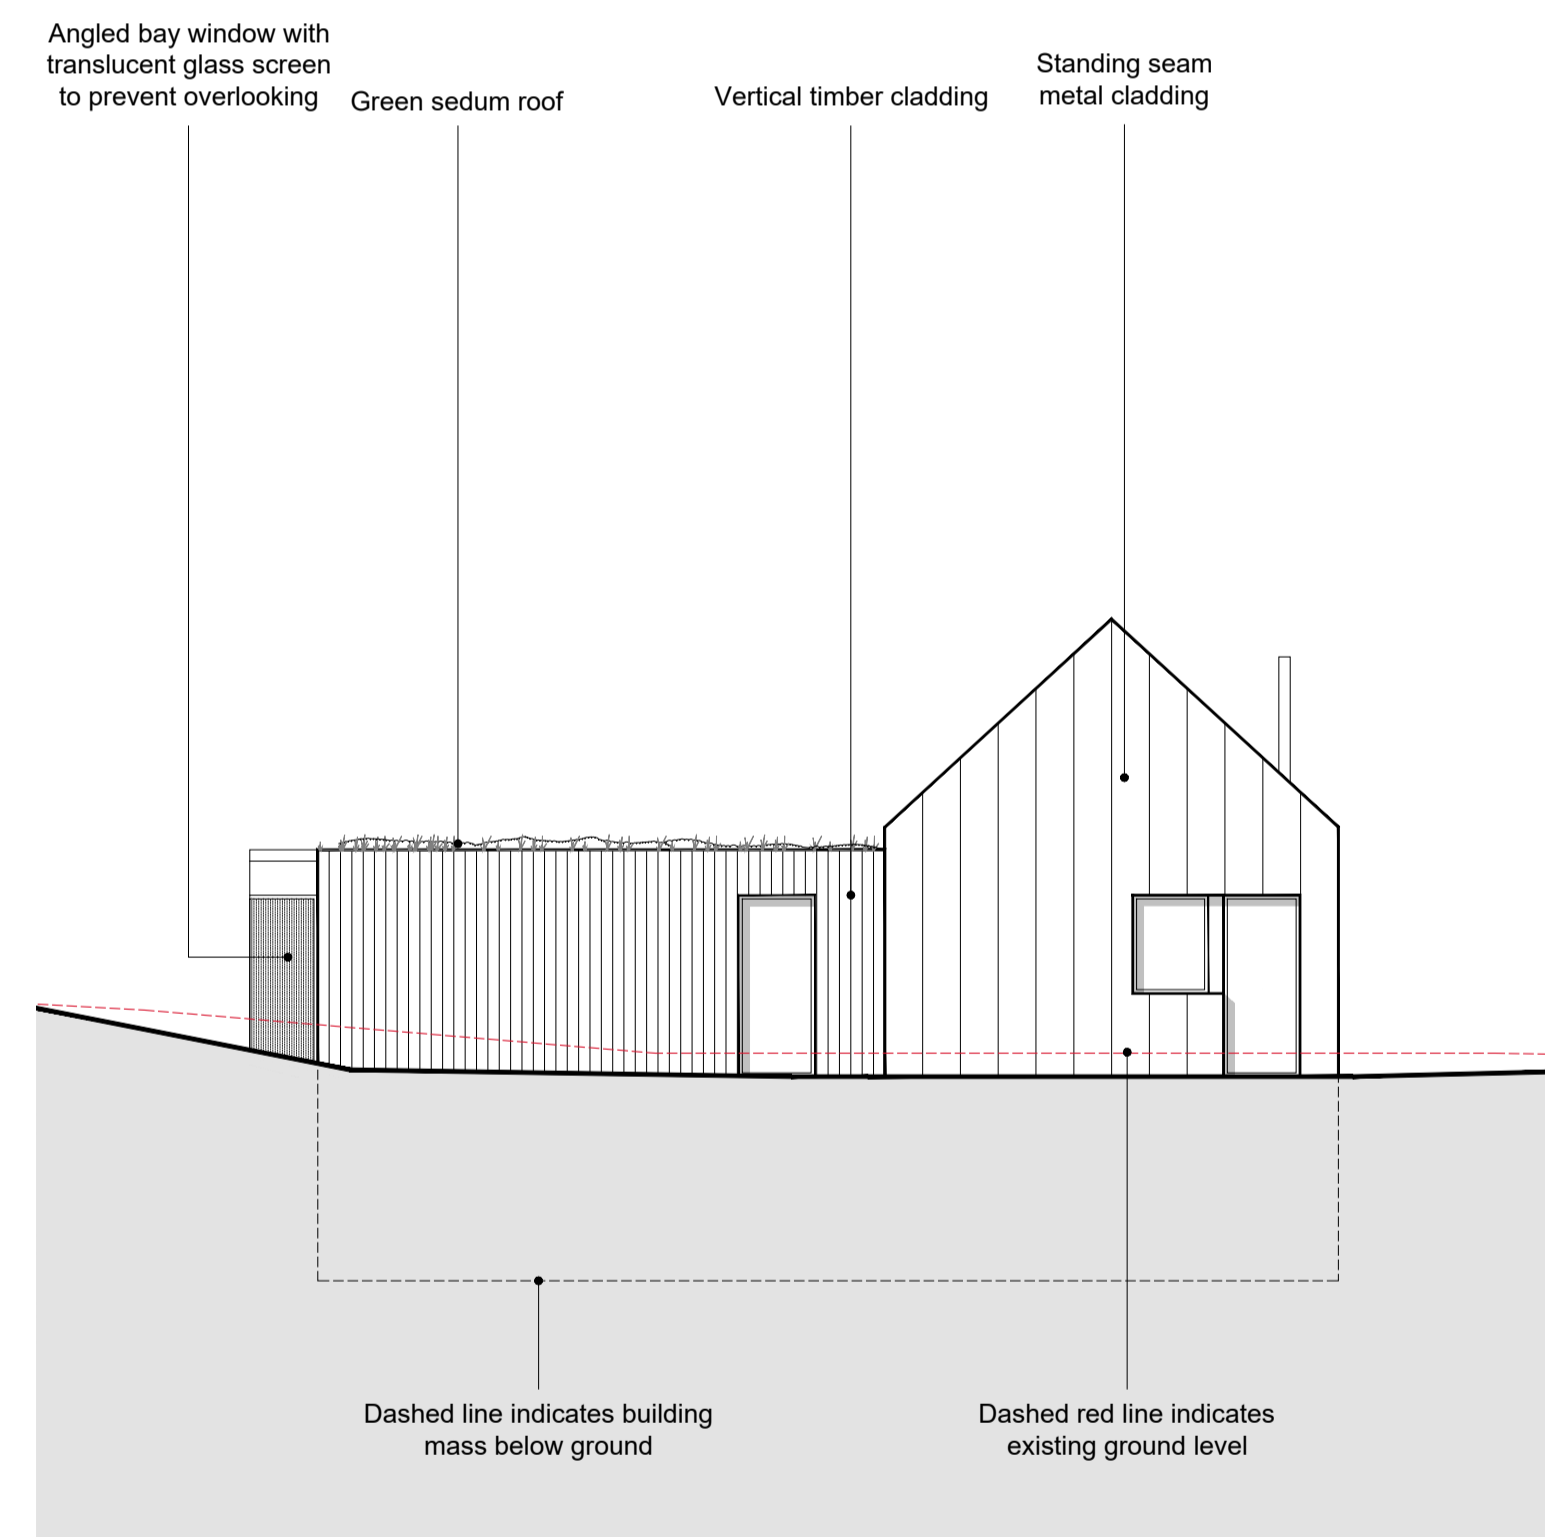 Angled bay window with
translucent glass screen
to prevent overlooking
Green sedum roof
Vertical timber cladding
Standing seam
metal cladding
Dashed line indicates building
mass below ground
Dashed red line indicates
existing ground level